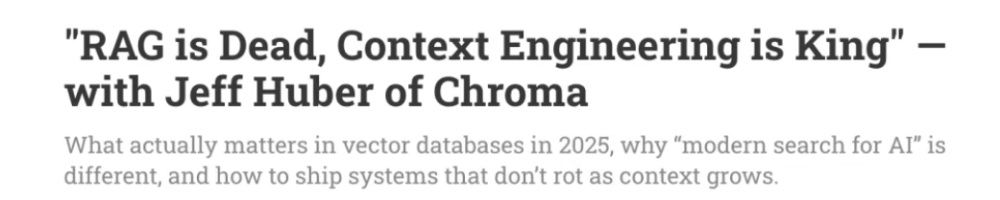 "RAG is Dead, Context Engineering is King" —
with Jeff Huber of Chroma
What actually matters in vector databases in 2025, why “modern search for AI” is
different, and how to ship systems that don’t rot as context grows.